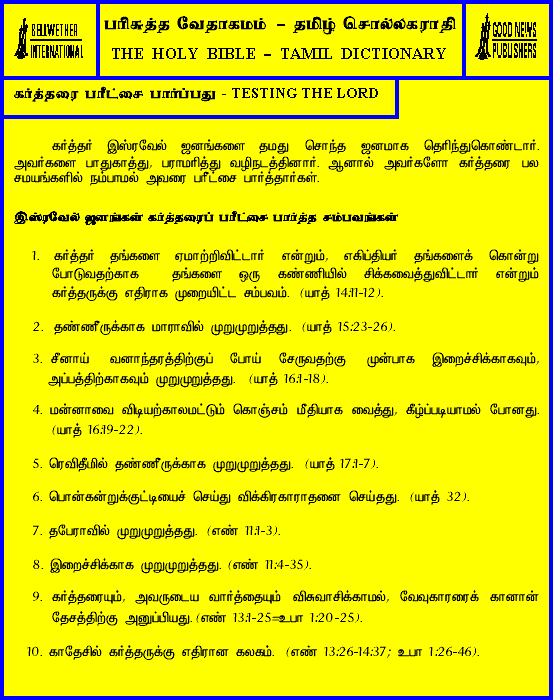 BELLWETHER
INTERNATIONAL
பரிசுத்த வேதாகமம் – தமிழ் சொல்லகராதி
THE HOLY BIBLE – TAMIL DICTIONARY
GOOD NEWS
PUBLISHERS
கர்த்தரை பரீட்சை பார்ப்பது - TESTING THE LORD
கர்த்தர் இஸ்ரவேல் ஜனங்களை தமது சொந்த ஜனமாக தெரிந்துகொண்டார்.
அவர்களை பாதுகாத்து, பராமரித்து வழிநடத்தினார். ஆனால் அவர்களோ கர்த்தரை பல
சமயங்களில் நம்பாமல் அவரை பரீட்சை பார்த்தார்கள்.
இஸ்ரவேல் ஜனங்கள் கர்த்தரைப் பரீட்சை பார்த்த சம்பவங்கள்
1. கர்த்தர் தங்களை ஏமாற்றிவிட்டார் என்றும், எகிப்தியர் தங்களைக் கொன்று
போடுவதற்காக தங்களை ஒரு கண்ணியில் சிக்கவைத்துவிட்டார் என்றும்
கர்த்தருக்கு எதிராக முறையிட்ட சம்பவம். (யாத் 14:11-12).
2. தண்ணீருக்காக மாராவில் முறுமுறுத்தது. (யாத் 15:23-26).
3. சீனாய் வனாந்தரத்திற்குப் போய் சேருவதற்கு முன்பாக இறைச்சிக்காகவும்,
அப்பத்திற்காகவும் முறுமுறுத்தது. (யாத் 16:1-18).
4. மன்னாவை விடியற்காலமட்டும் கொஞ்சம் மீதியாக வைத்து, கீழ்ப்படியாமல் போனது.
(யாத் 16:19-22).
5. ரெவிதீமில் தண்ணீருக்காக முறுமுறுத்தது. (யாத் 17:1-7).
6. பொன்கன்றுக்குட்டியைச் செய்து விக்கிரகாராதனை செய்தது. (யாத் 32).
7. தபேராவில் முறுமுறுத்தது. (எண் 11:1-3).
8. இறைச்சிக்காக முறுமுறுத்தது. (எண் 11:4-35).
9. கர்த்தரையும், அவருடைய வார்த்தையும் விசுவாசிக்காமல், வேவுகாரரைக் கானான்
தேசத்திற்கு அனுப்பியது. (எண் 13:1-25=உபா 1:20-25).
10. காதேசில் கர்த்தருக்கு எதிரான கலகம். (எண் 13:26-14:37; உபா 1:26-46).